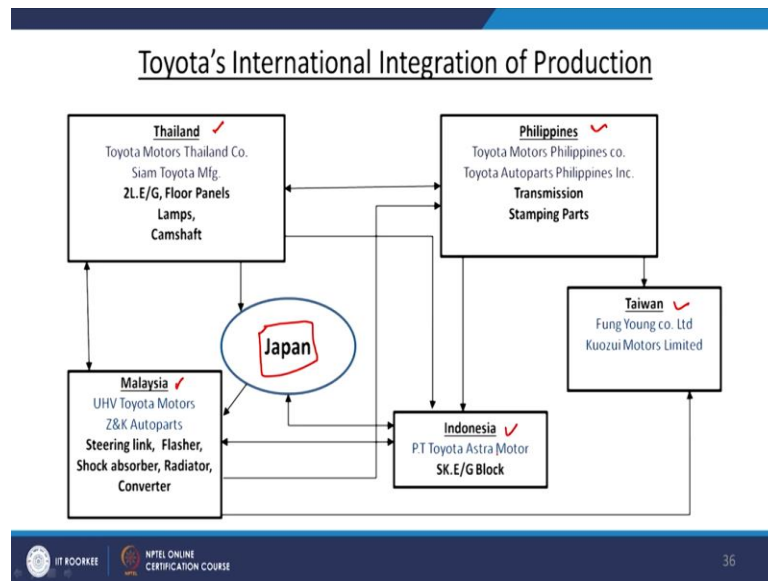 Toyota's International Integration of Production
Thailand
Toyota Motors Thailand Co.
Siam Toyota Mfg.
2L.E/G, Floor Panels
Lamps,
Camshaft
Philippines
Toyota Motors Philippines co.
Toyota Autoparts Philippines Inc.
Transmission
Stamping Parts
Taiwan
Fung Young co. Ltd
Kuozui Motors Limited
Japan
Malaysia
UHV Toyota Motors
Z&K Autoparts
Steering link, Flasher,
Shock absorber, Radiator,
Converter
Indonesia
P.T Toyota Astra Motor
SK.E/G Block
IIT ROORKEE
NPTEL ONLINE
CERTIFICATION COURSE
36